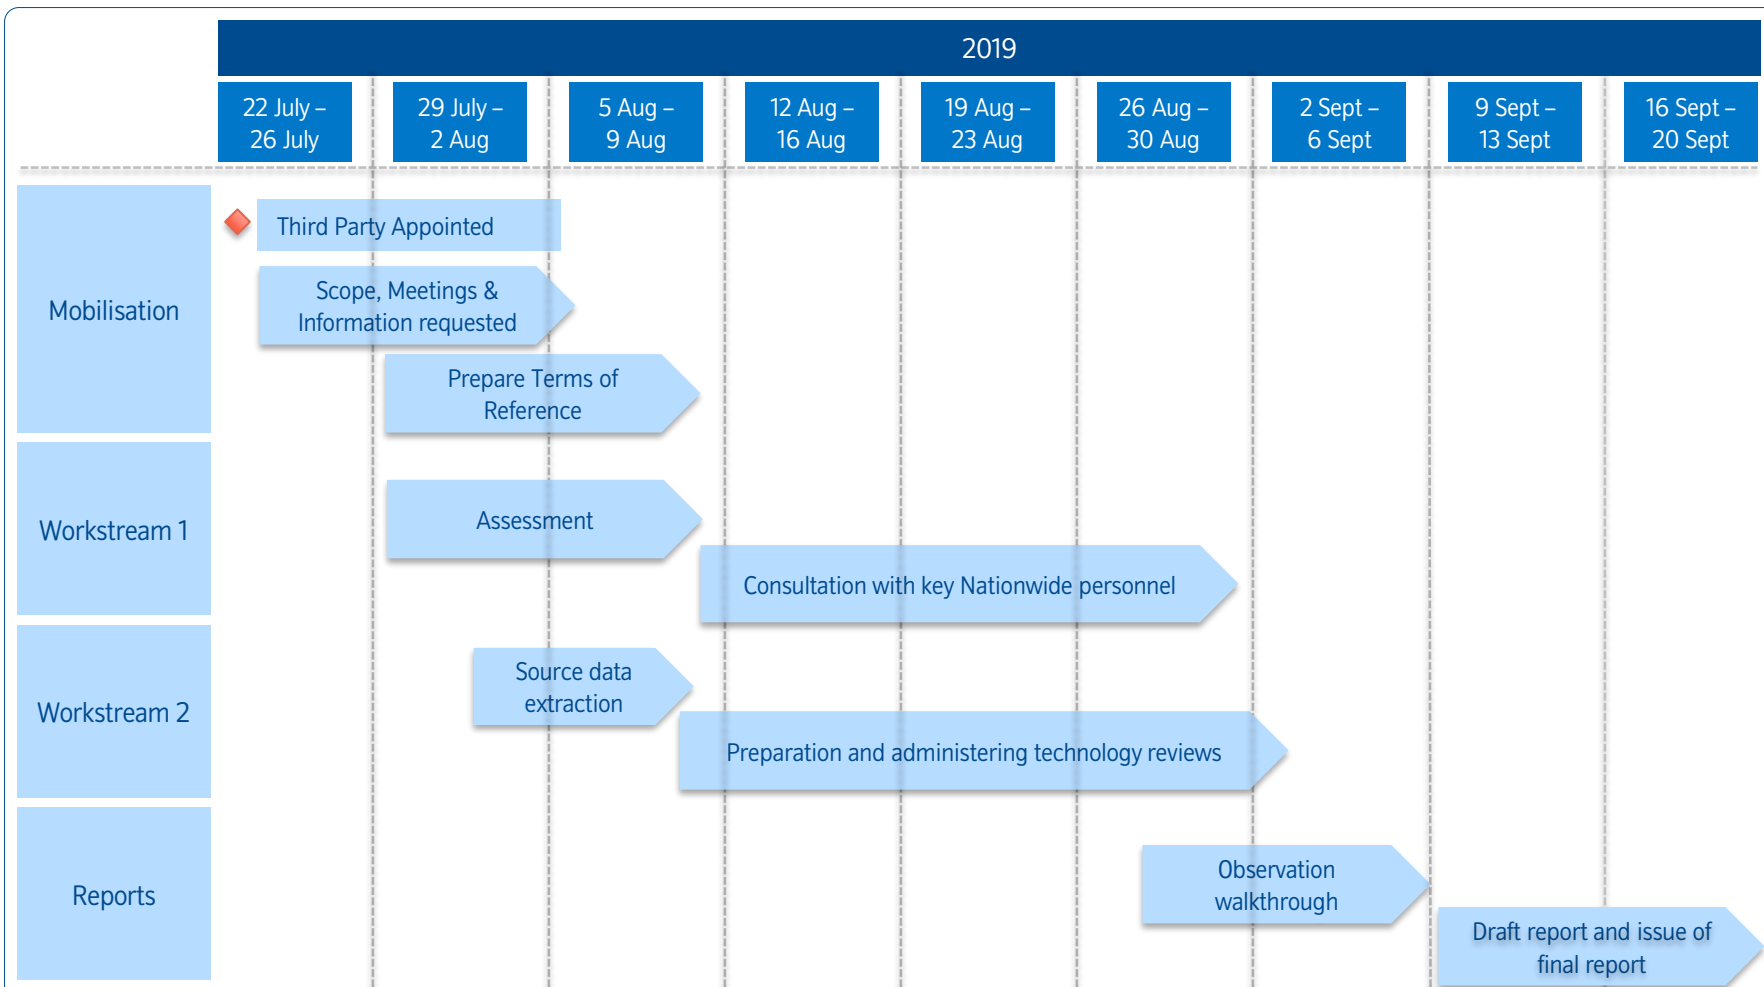 2019
22 July –
26 July
29 July –
2 Aug
5 Aug –
9 Aug
12 Aug –
16 Aug
19 Aug –
23 Aug
26 Aug –
30 Aug
2 Sept –
6 Sept
9 Sept –
13 Sept
16 Sept –
20 Sept
Mobilisation
Third Party Appointed
Scope, Meetings &
Information requested
Prepare Terms of
Reference
Workstream 1
Assessment
Consultation with key Nationwide personnel
Workstream 2
Source data
extraction
Preparation and administering technology reviews
Reports
Observation
walkthrough
Draft report and issue of
final report